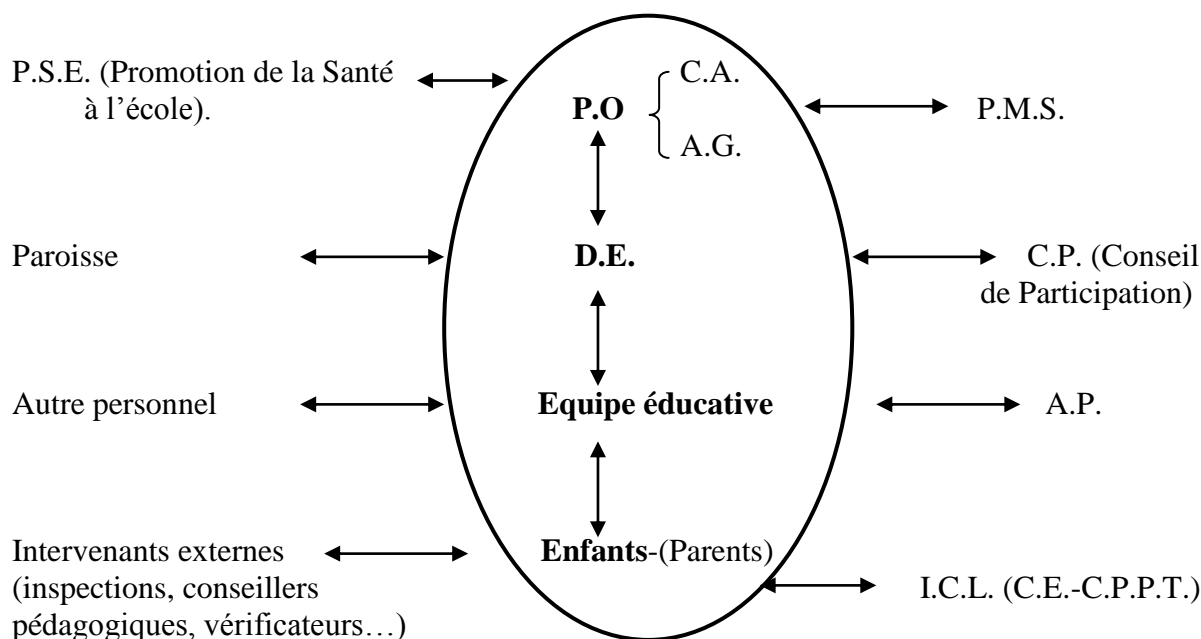 P.S.E. (Promotion de la Santé
à l’école).
C.A.
P.O
A.G.
P.M.S.
Paroisse
D.E.
C.P. (Conseil
de Participation)
Autre personnel
Equipe éducative
A.P.
Intervenants externes
(inspections, conseillers
pédagogiques, vérificateurs…)
Enfants-(Parents)
I.C.L. (C.E.-C.P.P.T.)